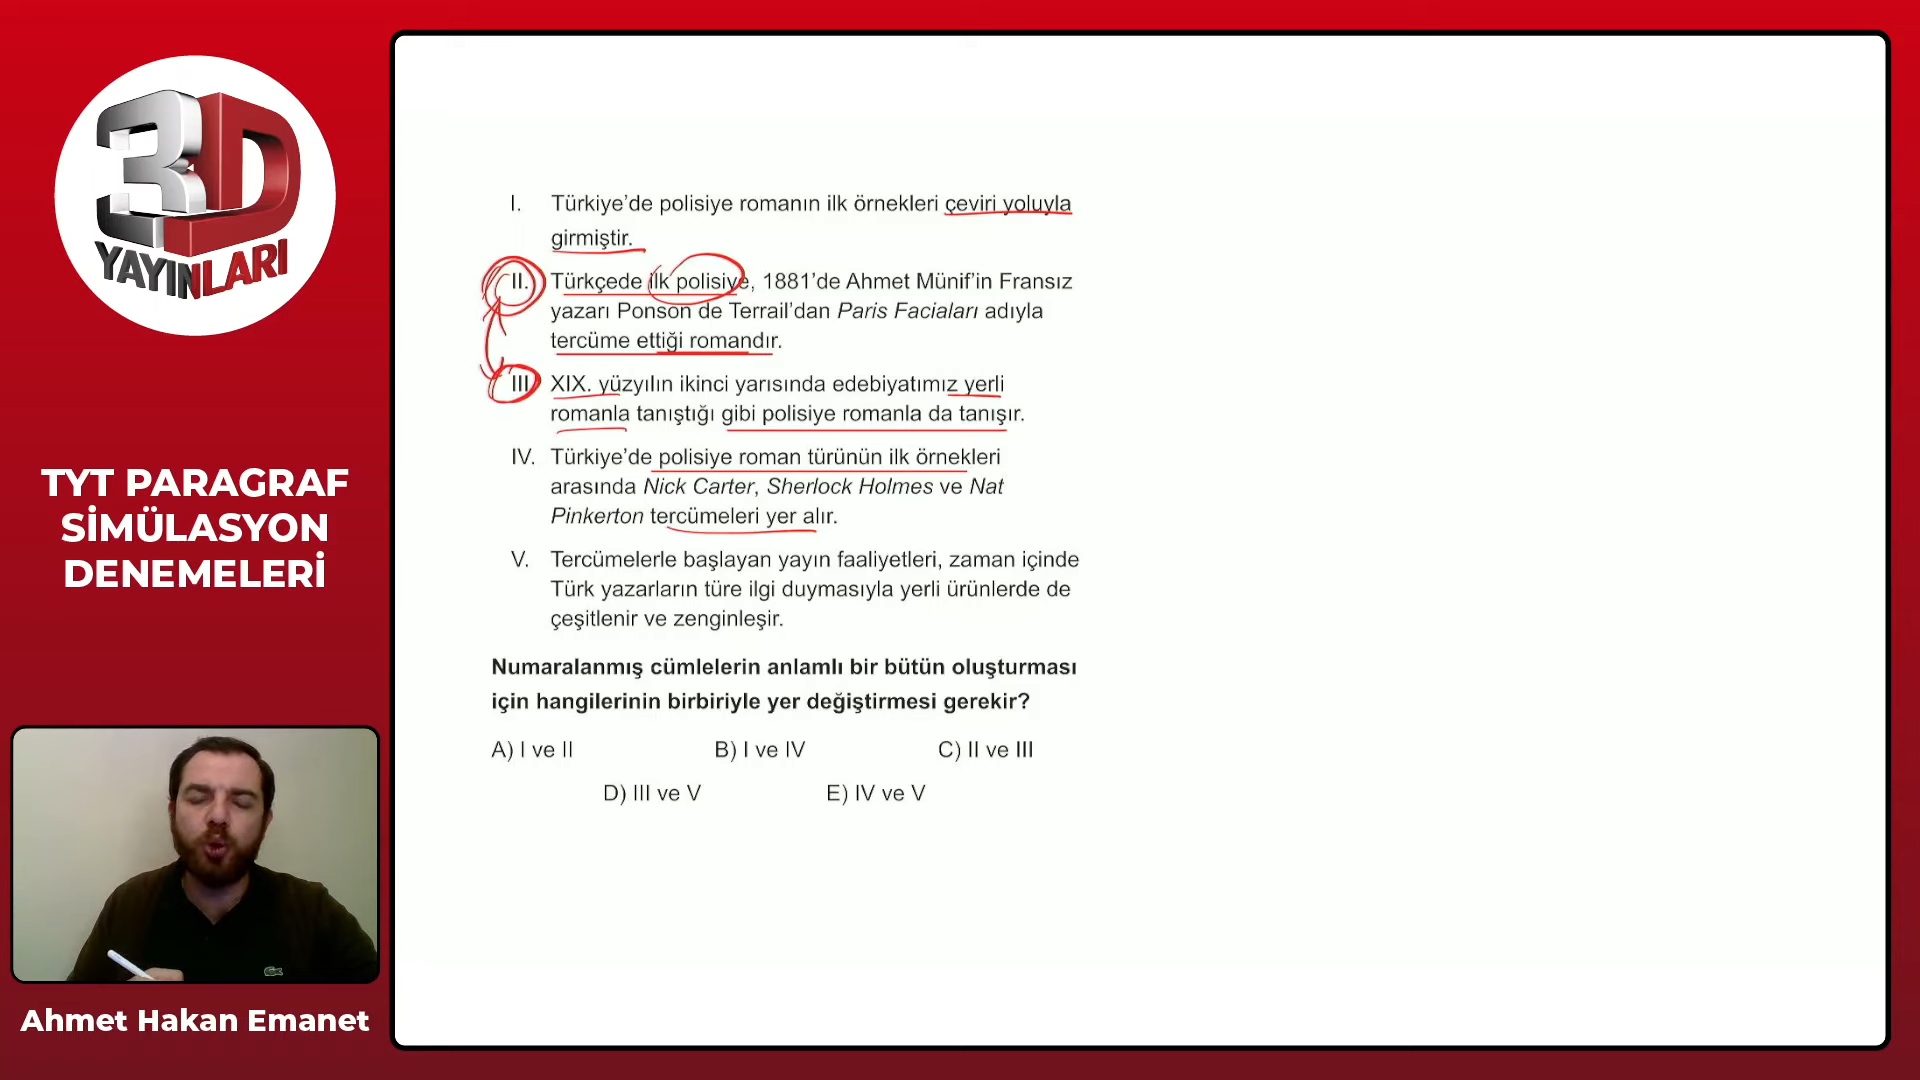 3D
YAYINLARI
TYT PARAGRAF
SİMÜLASYON
DENEMELERİ
Ahmet Hakan Emanet
I. Türkiye'de polisiye romanın ilk örnekleri çeviri yoluyla
girmiştir.
II. Türkçede ilk polisiye, 1881'de Ahmet Münif'in Fransız
yazarı Ponson de Terrail'dan Paris Faciaları adıyla
tercüme ettiği romandır.
III. XIX. yüzyılın ikinci yarısında edebiyatımız yerli
romanla tanıştığı gibi polisiye romanla da tanışır.
IV. Türkiye'de polisiye roman türünün ilk örnekleri
arasında Nick Carter, Sherlock Holmes ve Nat
Pinkerton tercümeleri yer alır.
V. Tercümelerle başlayan yayın faaliyetleri, zaman içinde
Türk yazarların türe ilgi duymasıyla yerli ürünlerde de
çeşitlenir ve zenginleşir.
Numaralanmış cümlelerin anlamlı bir bütün oluşturması
için hangilerinin birbiriyle yer değiştirmesi gerekir?
A) I ve II B) I ve IV C) II ve III
D) III ve V E) IV ve V